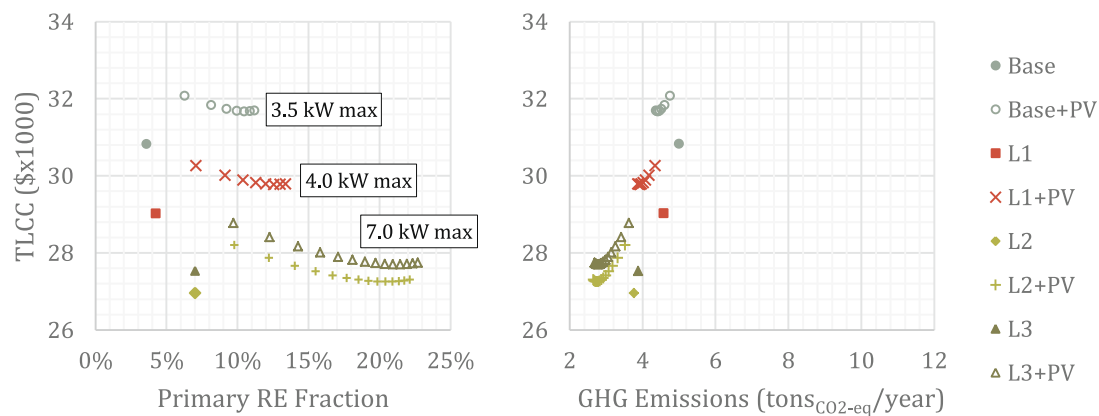 34
32
30
28
26
TLCC ($x1000)
0%
5%
10%
15%
20%
25%
Primary RE Fraction
3.5 kW max
4.0 kW max
7.0 kW max
34
32
30
28
26
2
4
6
8
10
12
GHG Emissions (tonsCO2-eq/year)
Base
Base+PV
L1
L1+PV
L2
L2+PV
L3
L3+PV